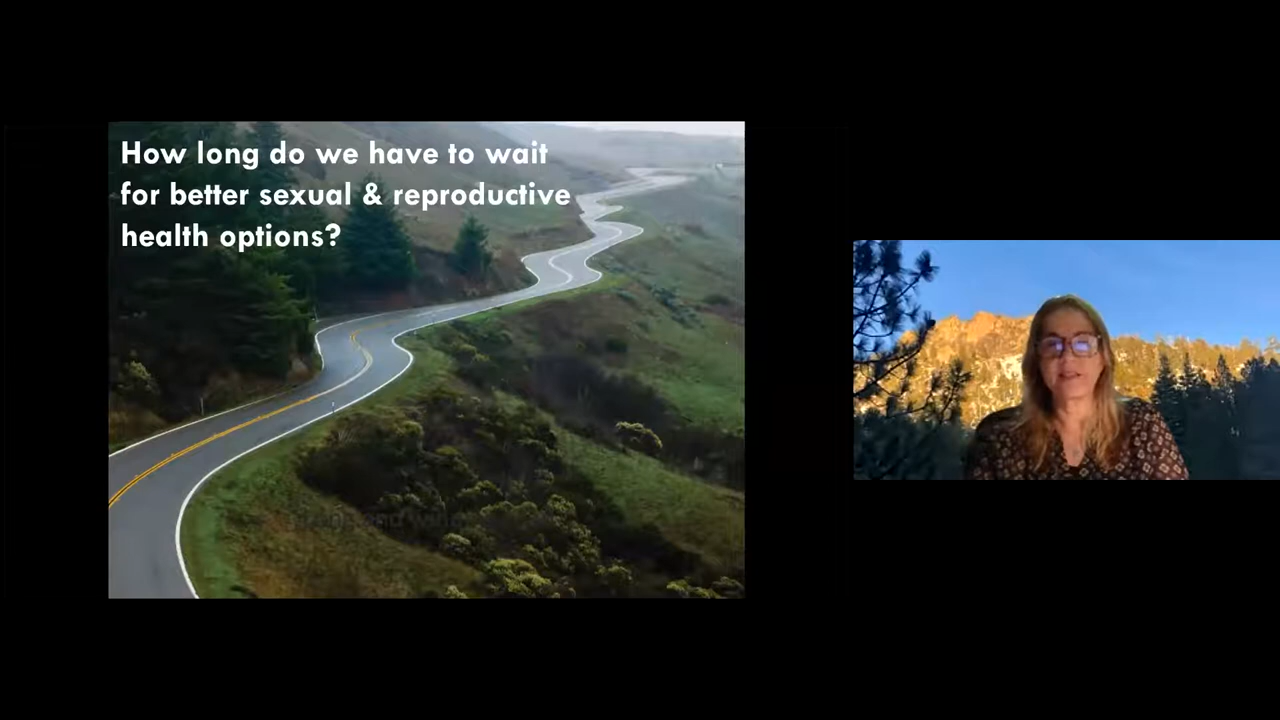 How long do we have to wait
for better sexual & reproductive
health options?